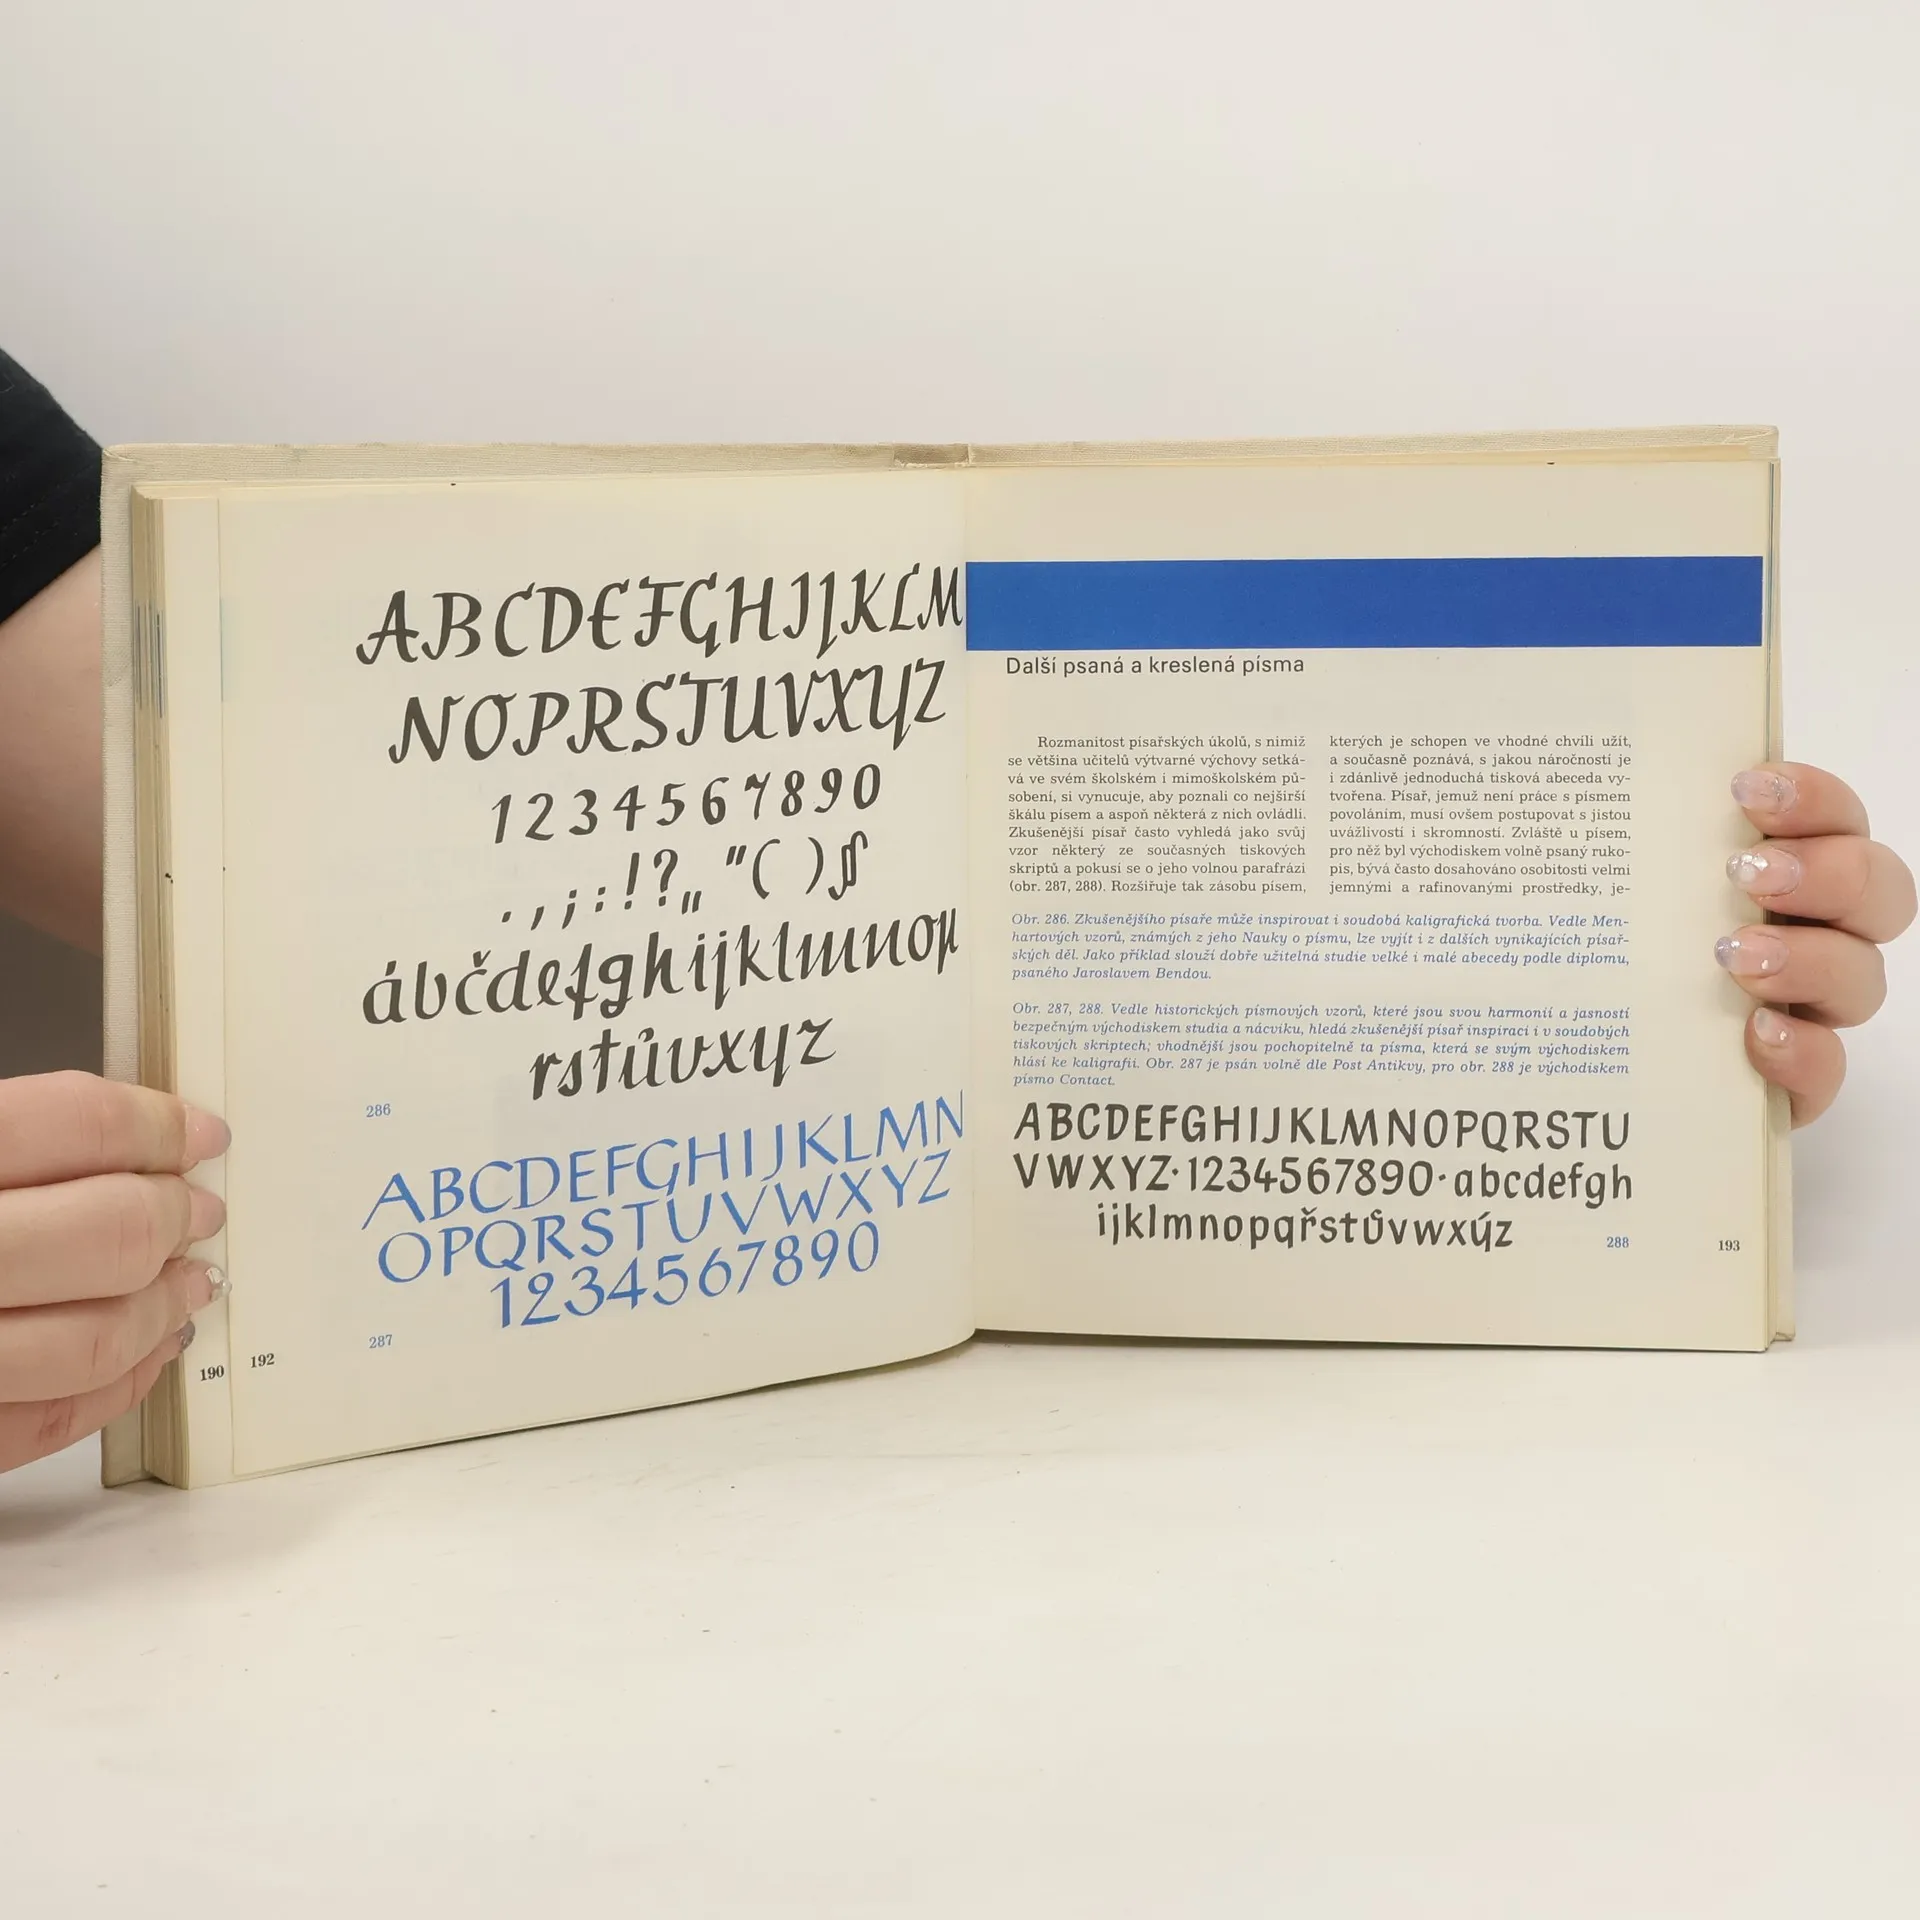 ABCDEFGHIJKLM
NOPRSTUVXYZ
1234567890
.,;:!?„"( )§
ábčdefghijklmnop
rstůvxyz
286
ABCDEFGHIJKLMN
OPQRSTUVWXYZ
1234567890
287
190
192
Další psaná a kreslená písma
Rozmanitost písařských úkolů, s nimiž
se většina učitelů výtvarné výchovy setká-
vá ve svém školském i mimoškolském pů-
sobení, si vynucuje, aby poznali co nejširší
škálu písem a aspoň některá z nich ovládli.
Zkušenější písař často vyhledá jako svůj
vzor některý ze současných tiskových
skriptů a pokusí se o jeho volnou parafrázi
(obr. 287, 288). Rozšiřuje tak zásobu písem,
kterých je schopen ve vhodné chvíli užít,
a současně poznává, s jakou náročností je
i zdánlivě jednoduchá tisková abeceda vy-
tvořena. Písař, jemuž není práce s písmem
povoláním, musí ovšem postupovat s jistou
uvážlivostí i skromností. Zvláště u písem,
pro něž byl východiskem volně psaný ruko-
pis, bývá často dosahováno osobitosti velmi
jemnými a rafinovanými prostředky, je-
Obr. 286. Zkušenějšího písaře může inspirovat i soudobá kaligrafická tvorba. Vedle Men-
hartových vzorů, známých z jeho Nauky o písmu, lze vyjít i z dalších vynikajících písař-
ských děl. Jako příklad slouží dobře užitelná studie velké i malé abecedy podle diplomu,
psaného Jaroslavem Bendou.
Obr. 287, 288. Vedle historických písmových vzorů, které jsou svou harmonií a jasností
bezpečným východiskem studia a nácviku, hledá zkušenější písař inspiraci i v soudobých
tiskových skriptech; vhodnější jsou pochopitelně ta písma, která se svým východiskem
hlásí ke kaligrafii. Obr. 287 je psán volně dle Post Antikvy, pro obr. 288 je východiskem
písmo Contact.
ABCDEFGHIJKLMNOPQRSTU
VWXYZ·1234567890·abcdefgh
ijklmnopqřstůvwxýz
288
193